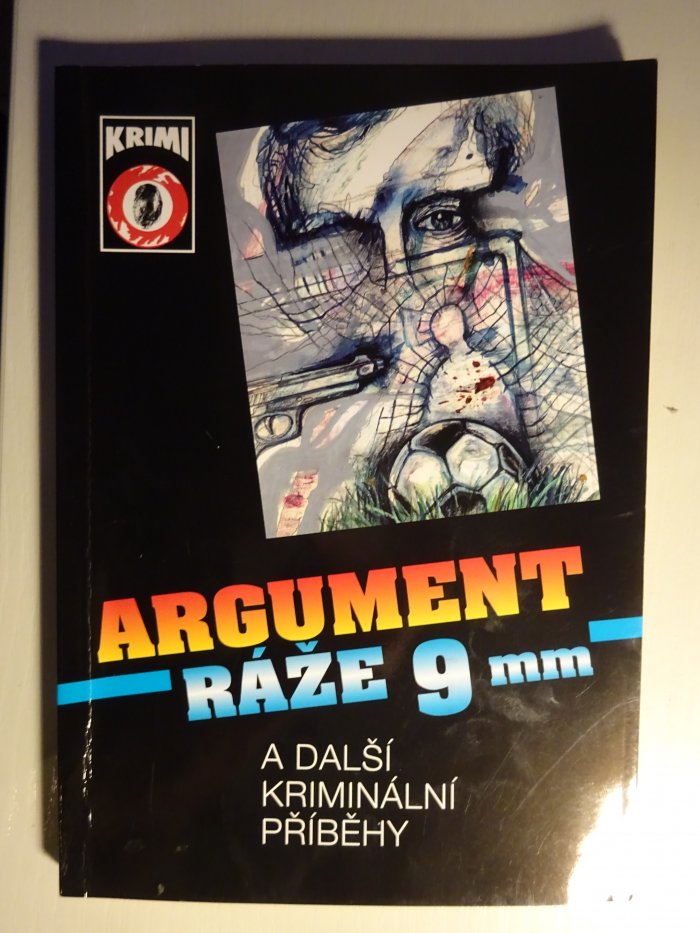 KRIMI
ARGUMENT
RÁŽE 9 mm
A DALŠÍ
KRIMINÁLNÍ
PŘÍBĚHY